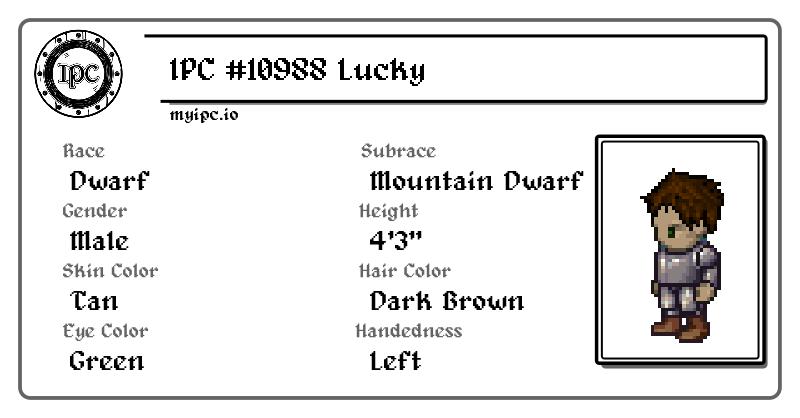 IPC
IPC #10988 Lucky
myipc.io
Race
Subrace
Dwarf
Mountain Dwarf
Gender
Height
Male
4'3"
Skin Color
Hair Color
Tan
Dark Brown
Eye Color
Handedness
Green
Left